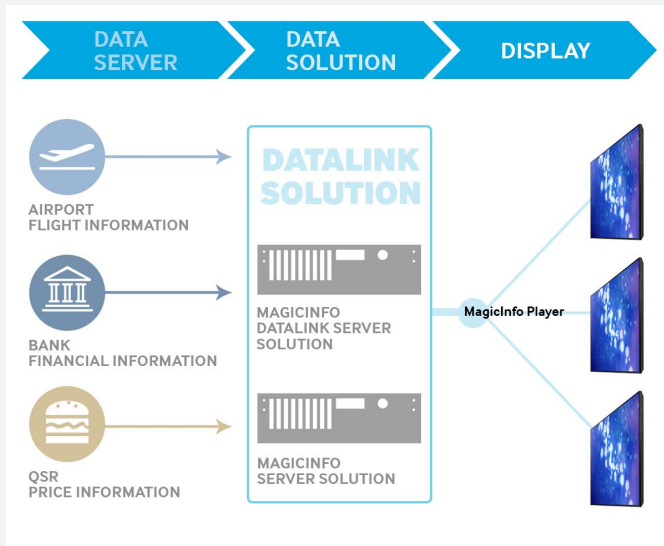 DATA
SERVER
DATA
SOLUTION
DISPLAY
AIRPORT
FLIGHT INFORMATION
BANK
FINANCIAL INFORMATION
QSR
PRICE INFORMATION
DATALINK
SOLUTION
MAGICINFO
DATALINK SERVER
SOLUTION
MAGICINFO
SERVER SOLUTION
MagicInfo Player